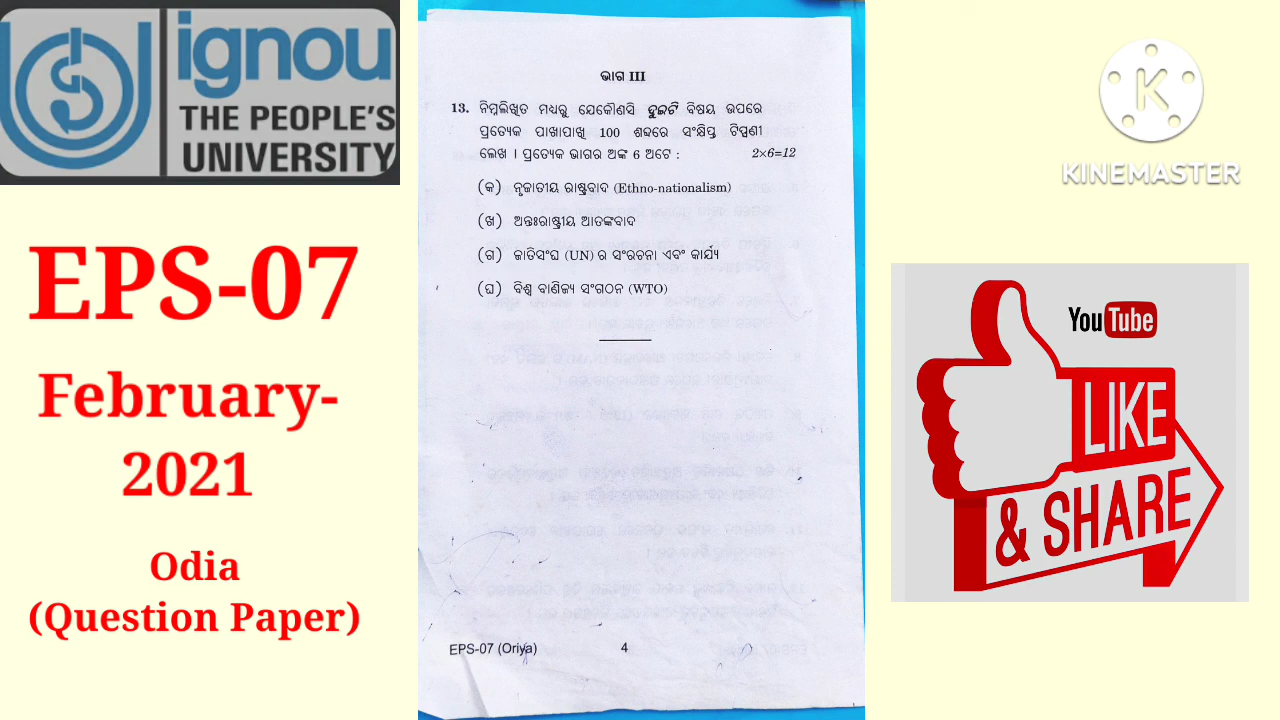 ignou
THE PEOPLE'S
UNIVERSITY
EPS-07
February-
2021
Odia
(Question Paper)
ଭାଗ III
13. ନିମ୍ନଲିଖିତ ମଧ୍ୟରୁ ଯେକୌଣସି ଦୁଇଟି ବିଷୟ ଉପରେ
ପ୍ରତ୍ୟେକ ପାଖାପାଖି 100 ଶବ୍ଦରେ ସଂକ୍ଷିପ୍ତ ଟିପ୍ପଣୀ
ଲେଖ । ପ୍ରତ୍ୟେକ ଭାଗର ଅଙ୍କ 6 ଅଟେ : 2×6=12
(କ) ନୃଜାତୀୟ ରାଷ୍ଟ୍ରବାଦ (Ethno-nationalism)
(ଖ) ଅନ୍ତଃରାଷ୍ଟ୍ରୀୟ ଆତଙ୍କବାଦ
(ଗ) ଜାତିସଂଘ (UN) ର ସଂରଚନା ଏବଂ କାର୍ଯ୍ୟ
(ଘ) ବିଶ୍ୱ ବାଣିଜ୍ୟ ସଂଗଠନ (WTO)
EPS-07 (Oriya) 4
K
KINEMASTER
YouTube
LIKE
& SHARE